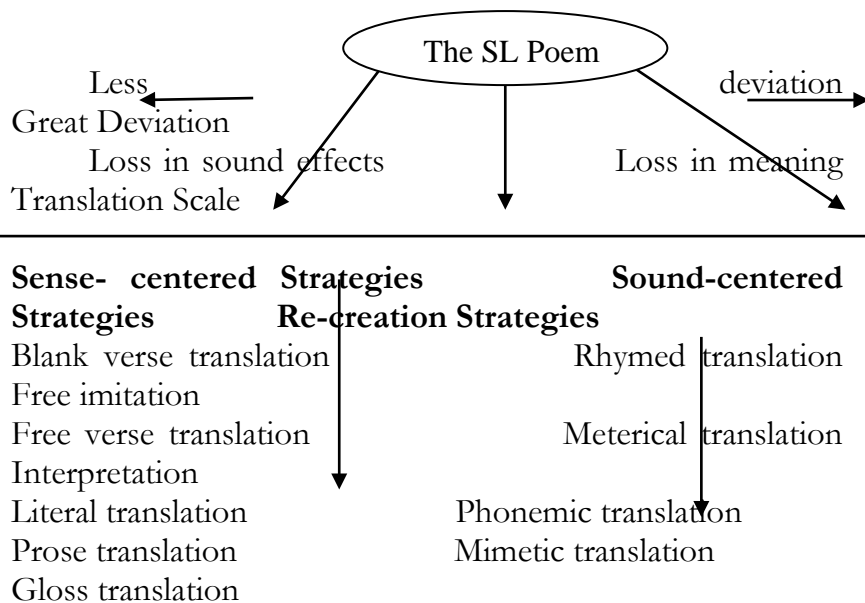 The SL Poem
Less deviation
Great Deviation
Loss in sound effects Loss in meaning
Translation Scale
Sense- centered Strategies Sound-centered
Strategies Re-creation Strategies
Blank verse translation Rhymed translation
Free imitation
Free verse translation Meterical translation
Interpretation
Literal translation Phonemic translation
Prose translation Mimetic translation
Gloss translation